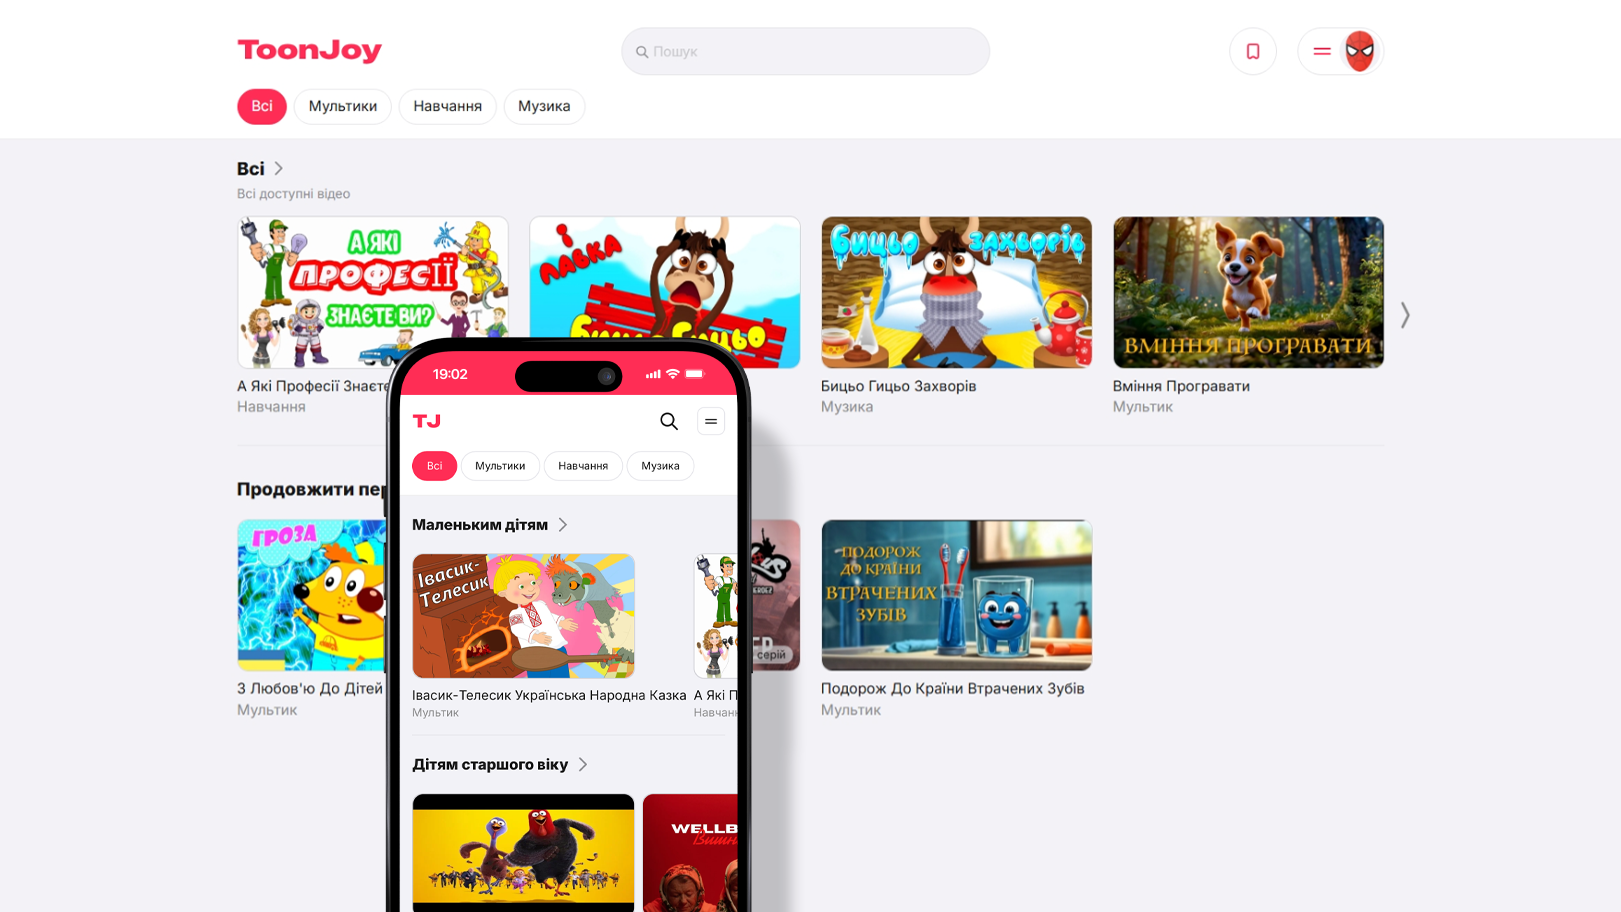 ToonJoy
Пошук
Всі
Мультики
Навчання
Музика
Всі
Всі доступні відео
А ЯКІ
ПРОФЕСІЇ
ЗНАЄТЕ ВИ?
А Які Професії Знаєте
Навчання
І
ЛАВКА
Бицьо
Бицьо Захворів
Бицьо Гицьо Захворів
Музика
ВМІННЯ ПРОГРАВАТИ
Вміння Програвати
Мультик
Продовжити пер
ГРОЗА
З Любов'ю До Дітей
Мультик
серій
ПОДОРОЖ
ДО КРАЇНИ
ВТРАЧЕНИХ
ЗУБІВ
Подорож До Країни Втрачених Зубів
Мультик
19:02
TJ
Всі
Мультики
Навчання
Музика
Маленьким дітям
Івасик-
Телесик
Івасик-Телесик Українська Народна Казка
Мультик
А Які П
Навчан
Дітям старшого віку
WELLB